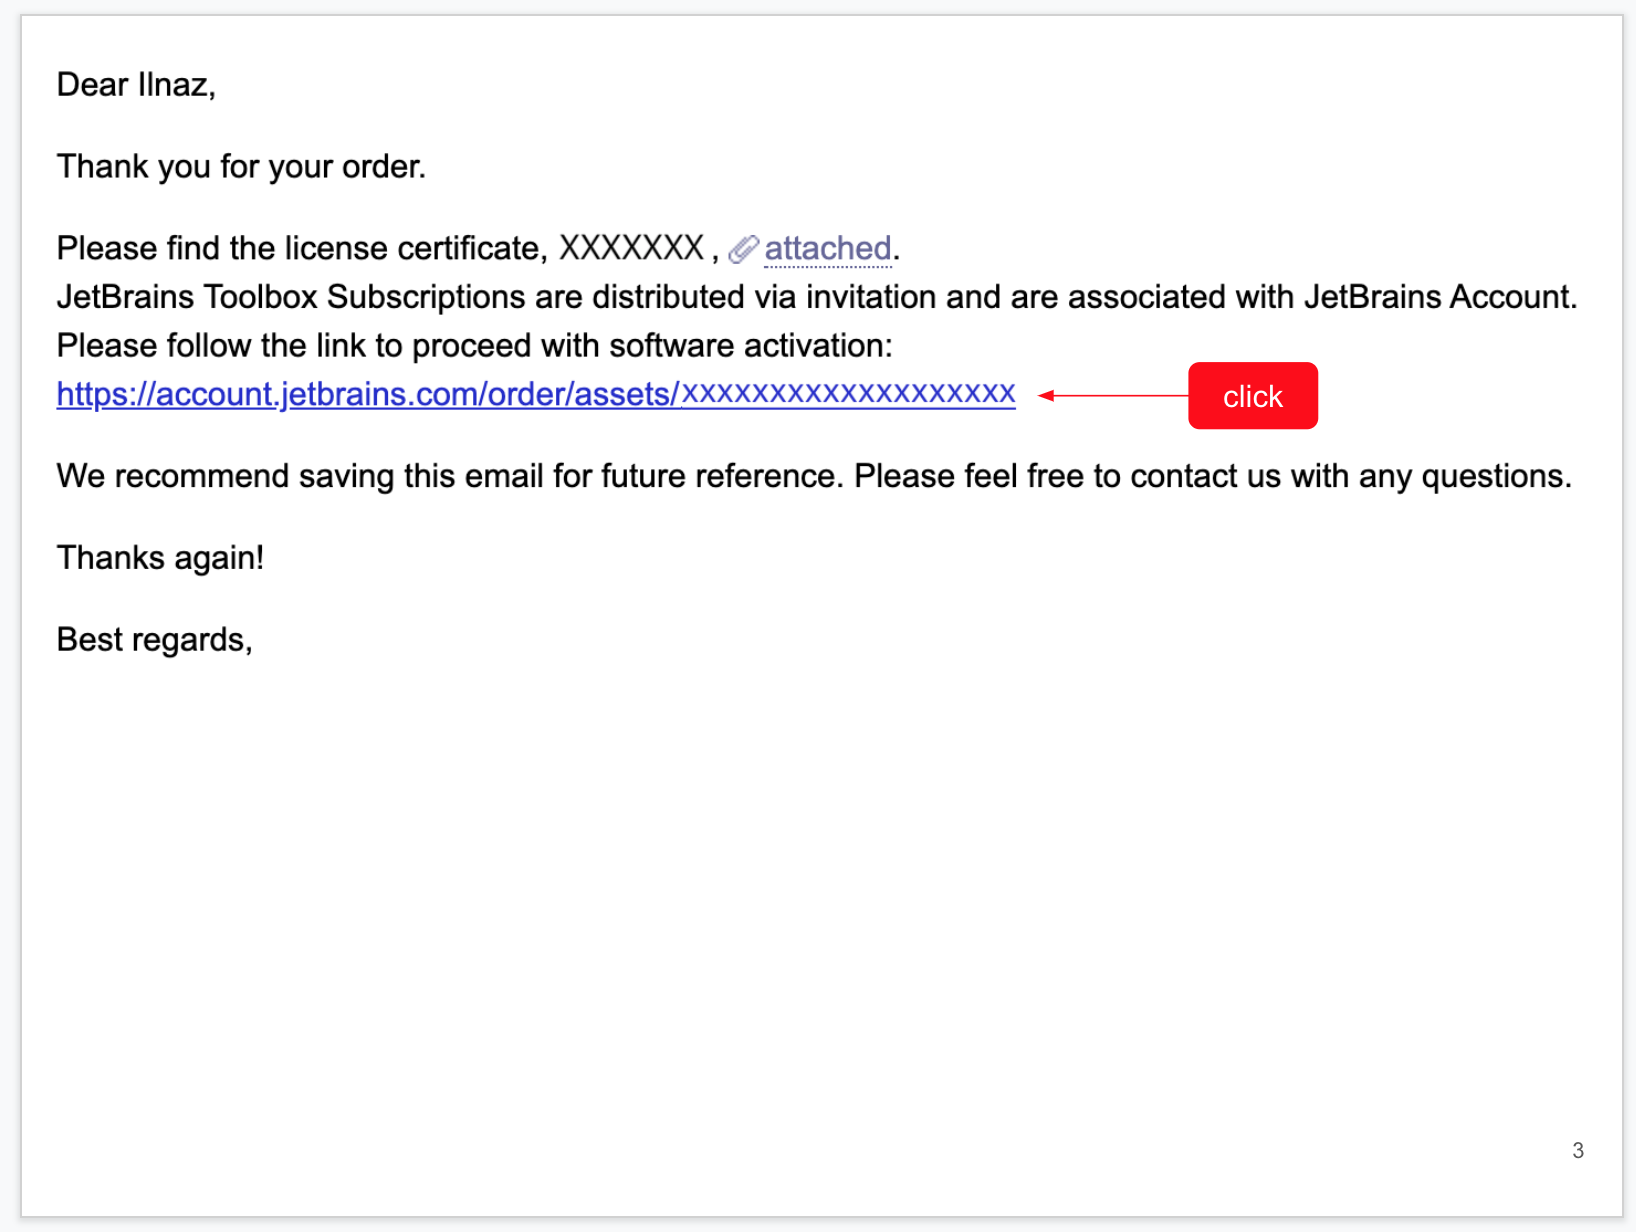 Dear Ilnaz,
Thank you for your order.
Please find the license certificate, XXXXXXX , attached.
JetBrains Toolbox Subscriptions are distributed via invitation and are associated with JetBrains Account.
Please follow the link to proceed with software activation:
https://account.jetbrains.com/order/assets/xxxxxxxxxxxxxxxxxxx
click
We recommend saving this email for future reference. Please feel free to contact us with any questions.
Thanks again!
Best regards,
3